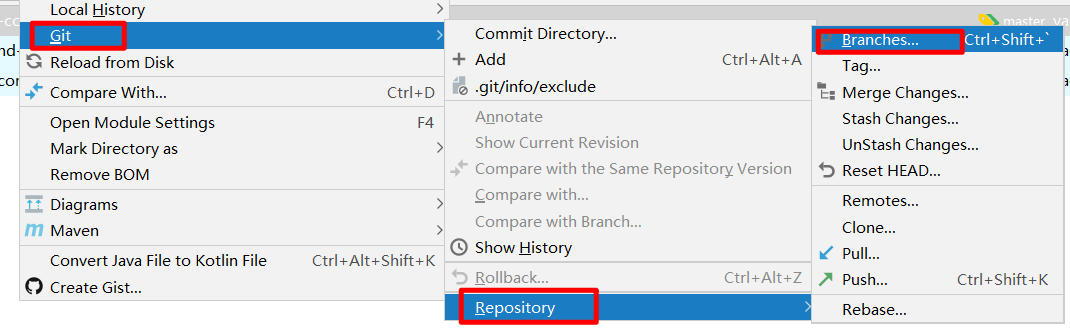 Local History
Git
Reload from Disk
Compare With... Ctrl+D
Open Module Settings F4
Mark Directory as
Remove BOM
Diagrams
Maven
Convert Java File to Kotlin File Ctrl+Alt+Shift+K
Create Gist...
Commit Directory...
Add Ctrl+Alt+A
.git/info/exclude
Annotate
Show Current Revision
Compare with the Same Repository Version
Compare with...
Compare with Branch...
Show History
Rollback... Ctrl+Alt+Z
Repository
Branches... Ctrl+Shift+`
Tag...
Merge Changes...
Stash Changes...
UnStash Changes...
Reset HEAD...
Remotes...
Clone...
Pull...
Push... Ctrl+Shift+K
Rebase...